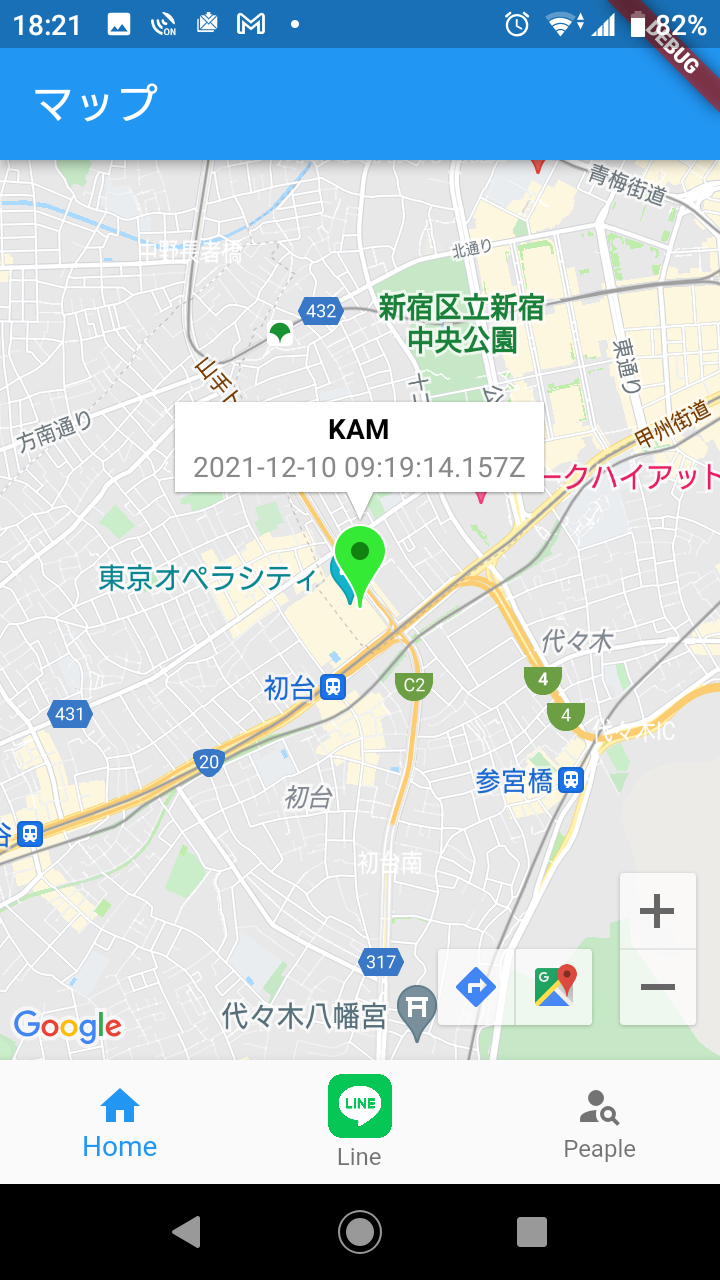 18:21
ON
82%
DEBUG
マップ
青梅街道
中野長者橋
北通り
432
新宿区立新宿
中央公園
東通り
方南通り
甲州街道
KAM
2021-12-10 09:19:14.157Z
ークハイアット
東京オペラシティ
代々木
初台
C2
4
431
4
代々木IC
20
参宮橋
初台
谷
初台南
317
代々木八幡宮
G
Google
Home
LINE
Line
Peaple